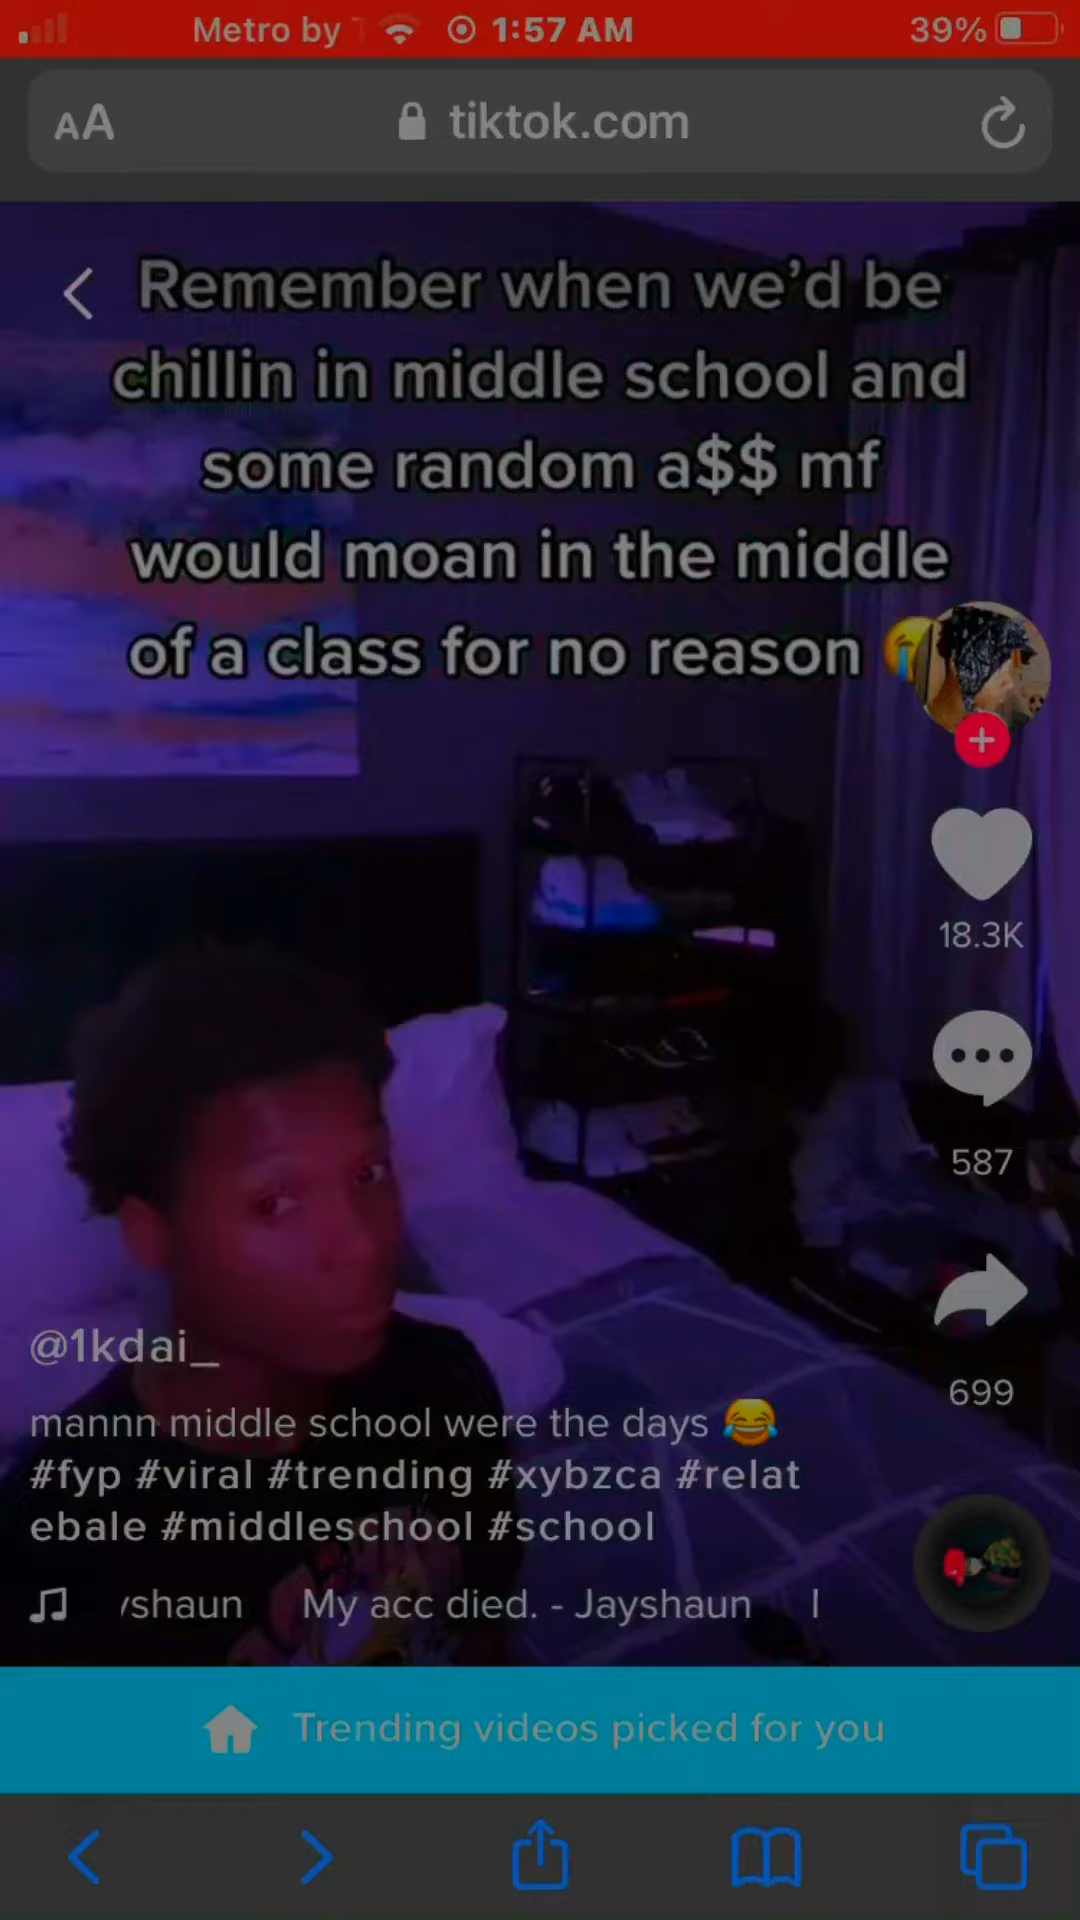 Metro by T 1:57 AM 39%
AA tiktok.com
Remember when we'd be
chillin in middle school and
some random a$$ mf
would moan in the middle
of a class for no reason 😭
18.3K
587
699
@1kdai_
mannn middle school were the days 😂
#fyp #viral #trending #xybzca #relat
ebale #middleschool #school
yshaun My acc died. - Jayshaun
Trending videos picked for you